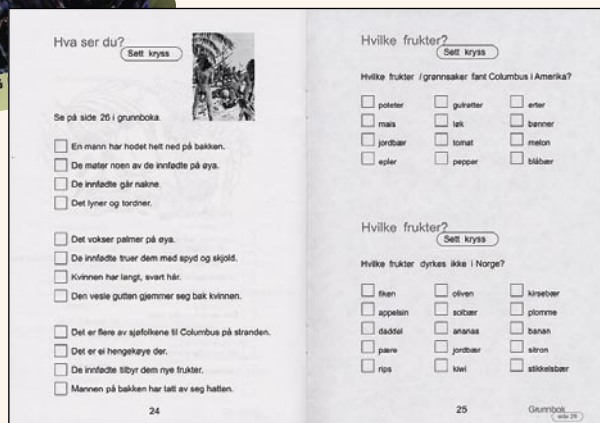 Hva ser du?
Sett kryss
Se på side 26 i grunnboka.
En mann har hodet helt ned på bakken.
De møter noen av de innfødte på øya.
De innfødte går nakne.
Det lyner og tordner.
Det vokser palmer på øya.
De innfødte truer dem med spyd og skjold.
Kvinnen har langt, svart hår.
Den vesle gutten gjemmer seg bak kvinnen.
Det er flere av sjøfolkene til Columbus på stranden.
Det er ei hengekøye der.
De innfødte tilbyr dem nye frukter.
Mannen på bakken har tatt av seg hatten.
24
Hvilke frukter?
Sett kryss
Hvilke frukter /grønnsaker fant Columbus i Amerika?
poteter gulrøtter erter
mais løk bønner
jordbær tomat melon
epler pepper blåbær
Hvilke frukter?
Sett kryss
Hvilke frukter dyrkes ikke i Norge?
fiken oliven kirsebær
appelsin solbær plomme
daddel ananas banan
pære jordbær sitron
rips kiwi stikkelsbær
25
Grunnbok
side 26